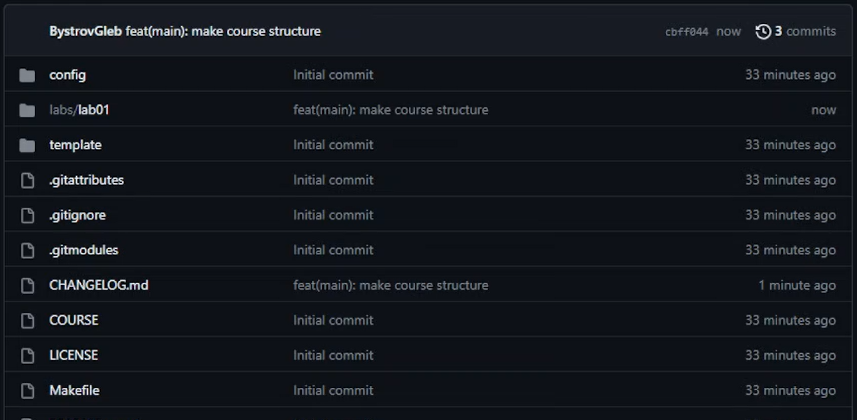 BystrovGleb feat(main): make course structure cbff044 now 3 commits
config Initial commit 33 minutes ago
labs/lab01 feat(main): make course structure now
template Initial commit 33 minutes ago
.gitattributes Initial commit 33 minutes ago
.gitignore Initial commit 33 minutes ago
.gitmodules Initial commit 33 minutes ago
CHANGELOG.md feat(main): make course structure 1 minute ago
COURSE Initial commit 33 minutes ago
LICENSE Initial commit 33 minutes ago
Makefile Initial commit 33 minutes ago